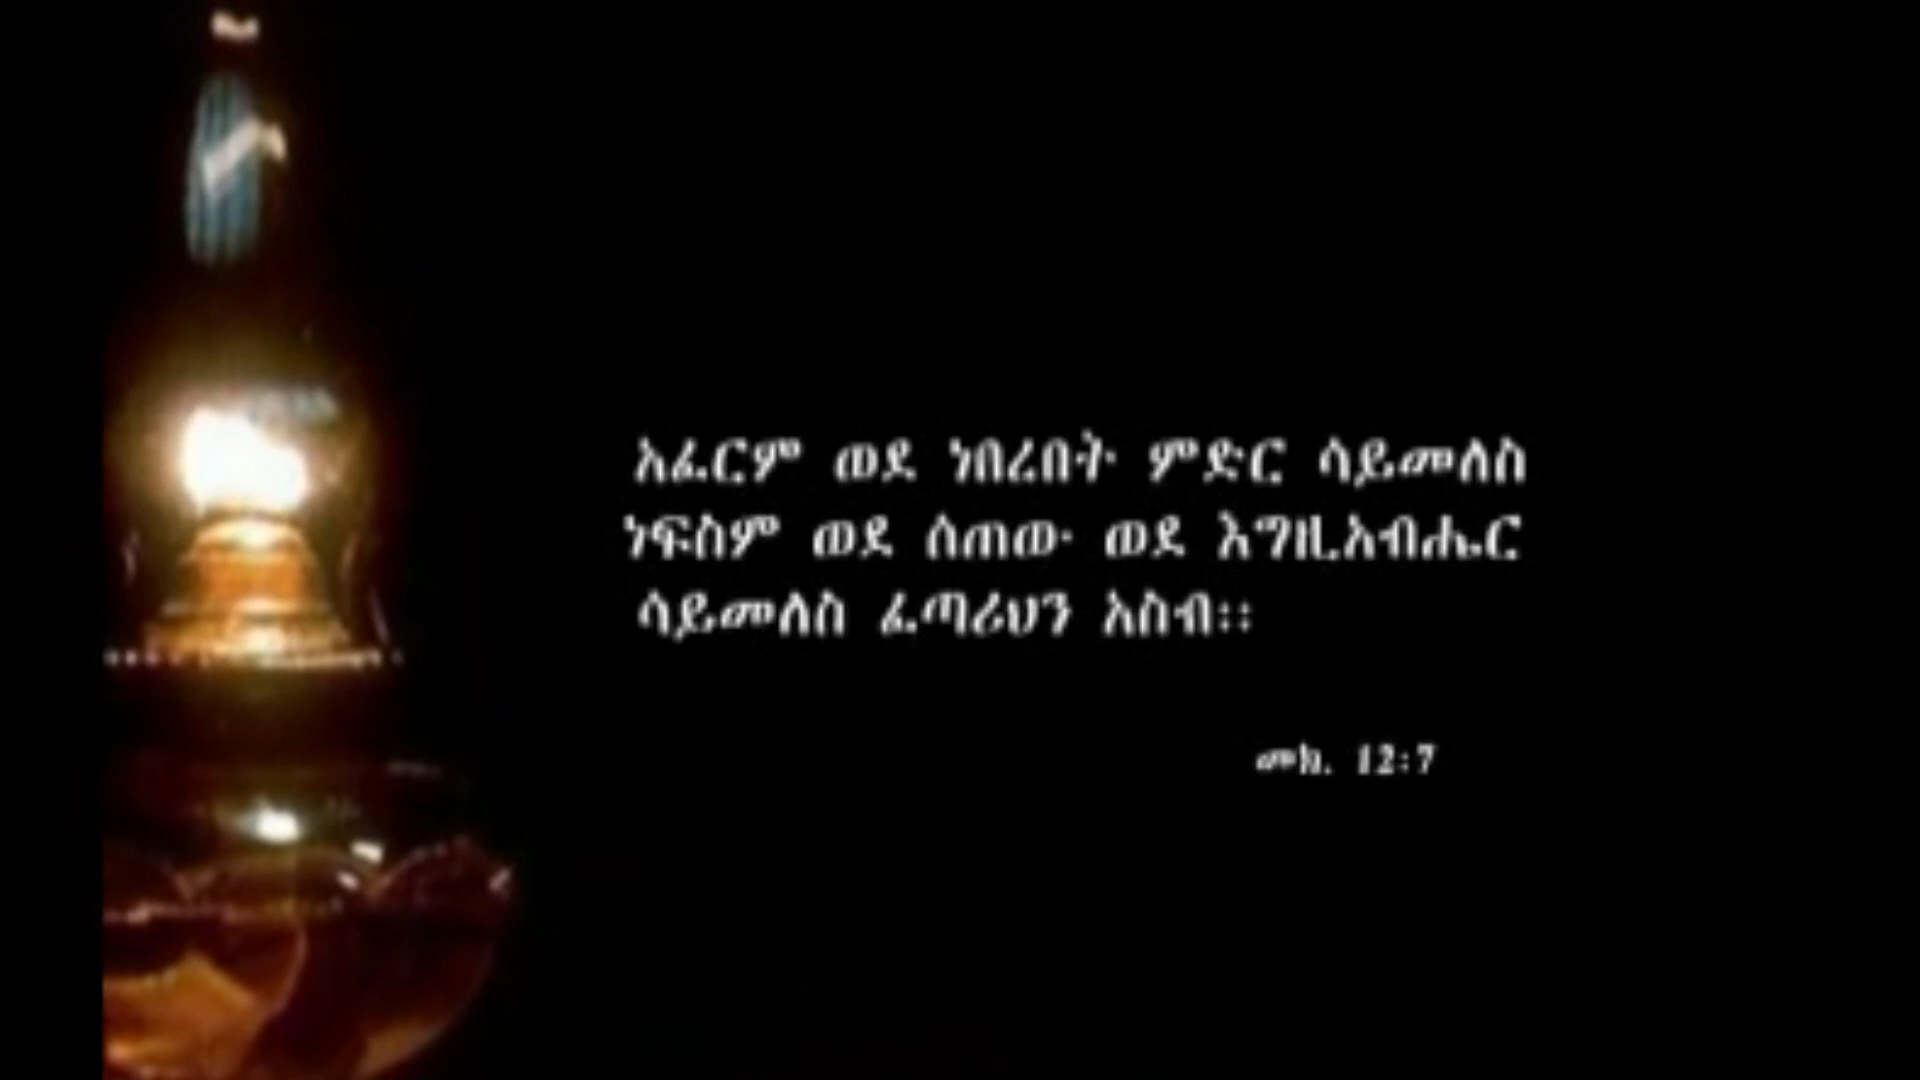 አፈርም ወደ ነበረበት ምድር ሳይመለስ
ነፍስም ወደ ሰጠው ወደ እግዚአብሔር
ሳይመለስ ፈጣሪህን አስብ፡፡
መክ. 12፡7